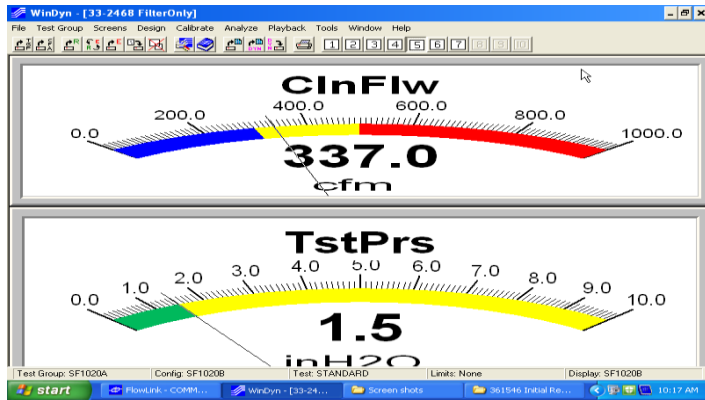 WinDyn - [33-2468 FilterOnly]
File Test Group Screens Design Calibrate Analyze Playback Tools Window Help
1 2 3 4 5 6 7 8 9 10
ClnFlw
0.0 200.0 400.0 600.0 800.0 1000.0
337.0
cfm
TstPrs
0.0 1.0 2.0 3.0 4.0 5.0 6.0 7.0 8.0 9.0 10.0
1.5
inH2O
Test Group: SF1020A Config: SF1020B Test: STANDARD Limits: None Display: SF1020B
start FlowLink - COMM... WinDyn - [33-24... Screen shots 361546 Initial Re... 10:17 AM